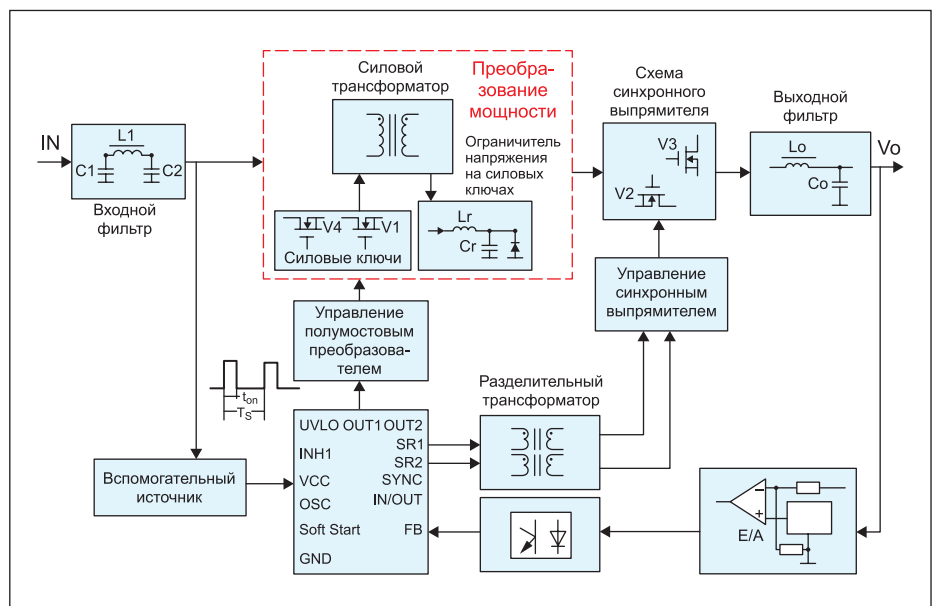 IN
L1
C1
C2
Входной
фильтр
Силовой
трансформатор
Преобра-
зование
мощности
Ограничитель
напряжения
на силовых
ключах
V4
V1
Силовые ключи
Lr
Cr
Схема
синхронного
выпрямителя
V3
V2
Выходной
фильтр
Lo
Co
Vo
Управление
полумостовым
преобразова-
телем
Управление
синхронным
выпрямителем
ton
TS
Разделительный
трансформатор
UVLO OUT1 OUT2
SR1
INH1
SR2
VCC
SYNC
OSC
IN/OUT
Soft Start
FB
GND
Вспомогательный
источник
−
+
E/A